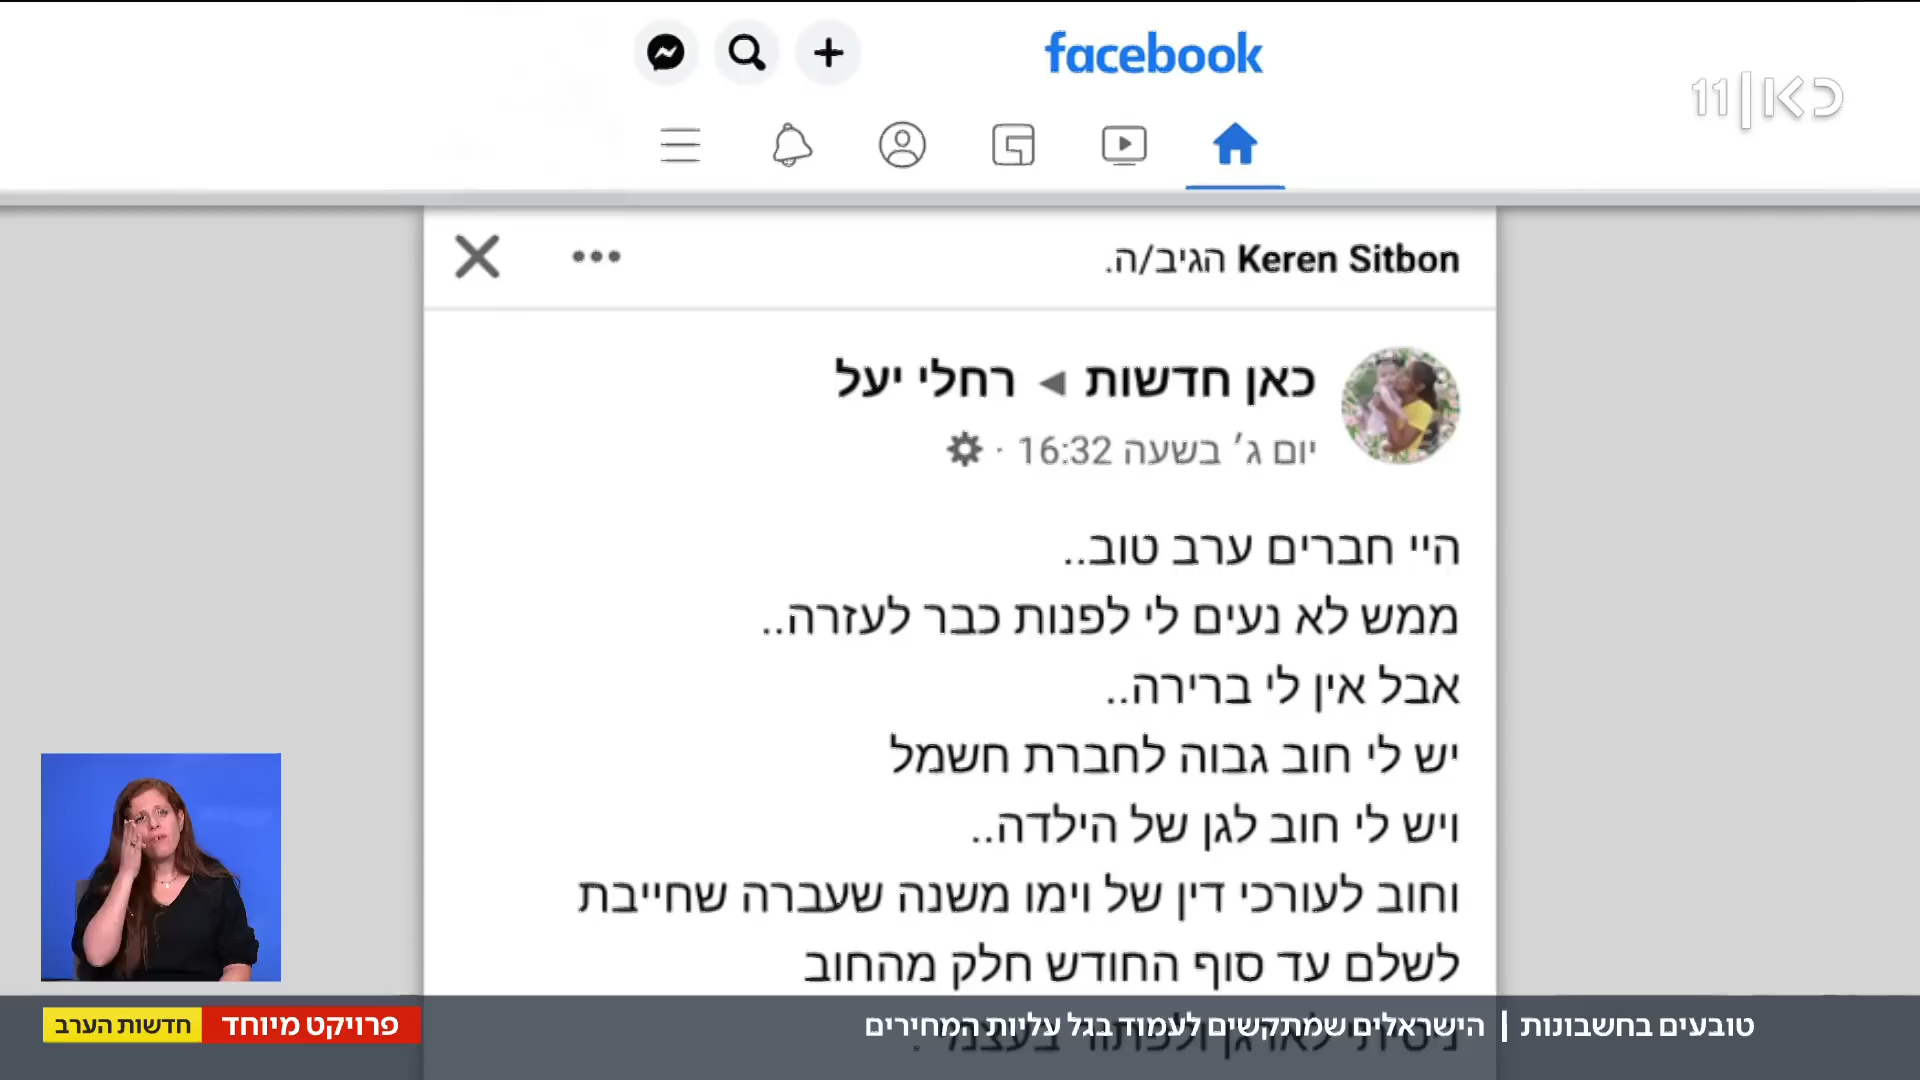 facebook
כאן|11
Keren Sitbon הגיב/ה.
כאן חדשות ◂ רחלי יעל
יום ג׳ בשעה 16:32 ·
היי חברים ערב טוב..
ממש לא נעים לי לפנות כבר לעזרה..
אבל אין לי ברירה..
יש לי חוב גבוה לחברת חשמל
ויש לי חוב לגן של הילדה..
וחוב לעורכי דין של וימו משנה שעברה שחייבת
לשלם עד סוף החודש חלק מהחוב
טובעים בחשבונות | הישראלים שמתקשים לעמוד בגל עליות המחירים
פרויקט מיוחד
חדשות הערב